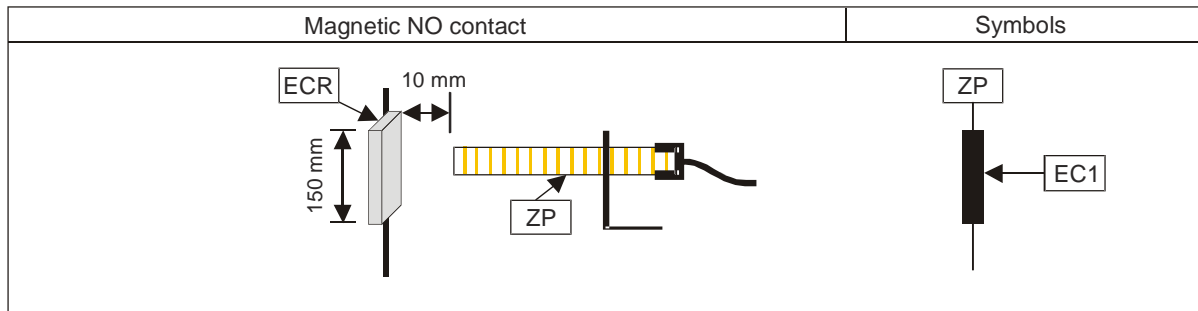 Magnetic NO contact
Symbols
ECR
10 mm
ZP
150 mm
EC1
ZP